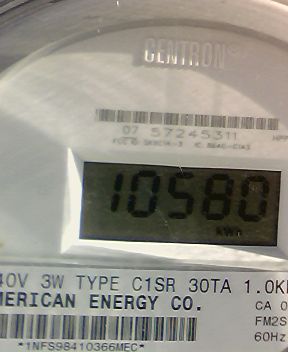 CENTRON®
07 57245311
10580
kWh
40V 3W TYPE C1SR 30TA 1.0K
MERICAN ENERGY CO.
CA 0
FM2S
60Hz
*1NFS98410366MEC*